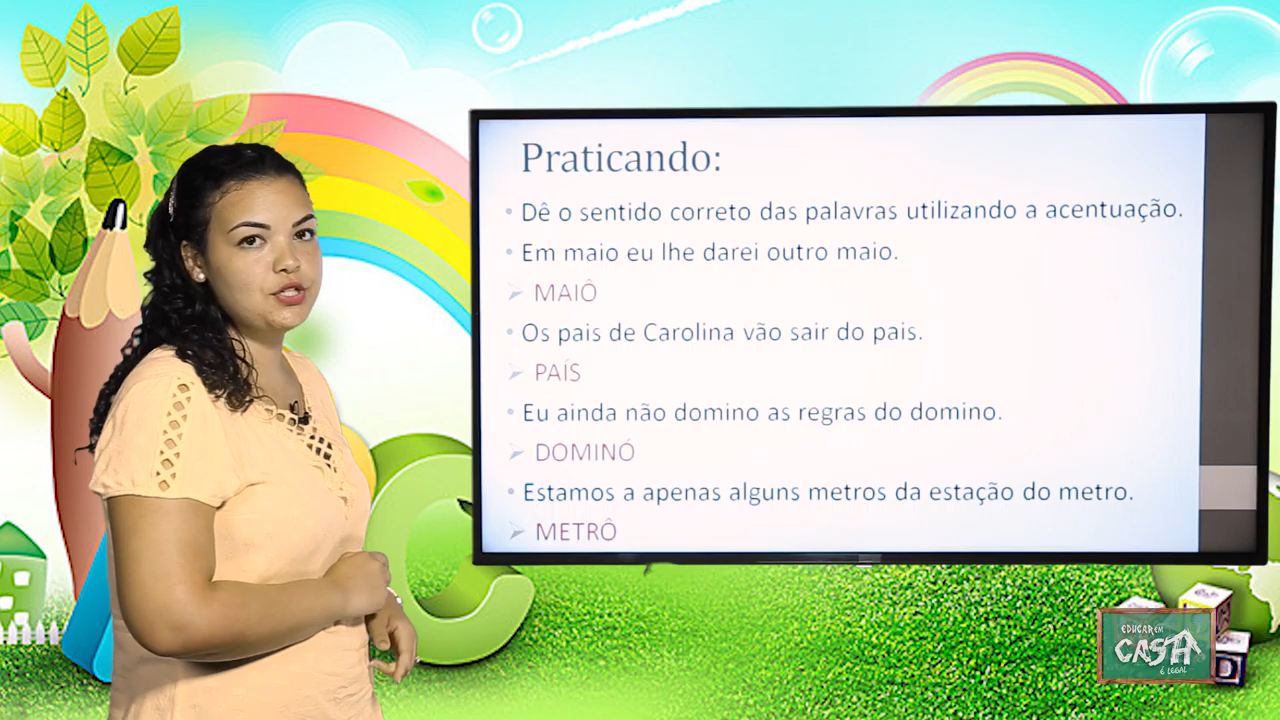 Praticando:
• Dê o sentido correto das palavras utilizando a acentuação.
• Em maio eu lhe darei outro maio.
➢ MAIÔ
• Os pais de Carolina vão sair do pais.
➢ PAÍS
• Eu ainda não domino as regras do domino.
➢ DOMINÓ
• Estamos a apenas alguns metros da estação do metro.
➢ METRÔ
C
EDUCAR EM
CASA
É LEGAL